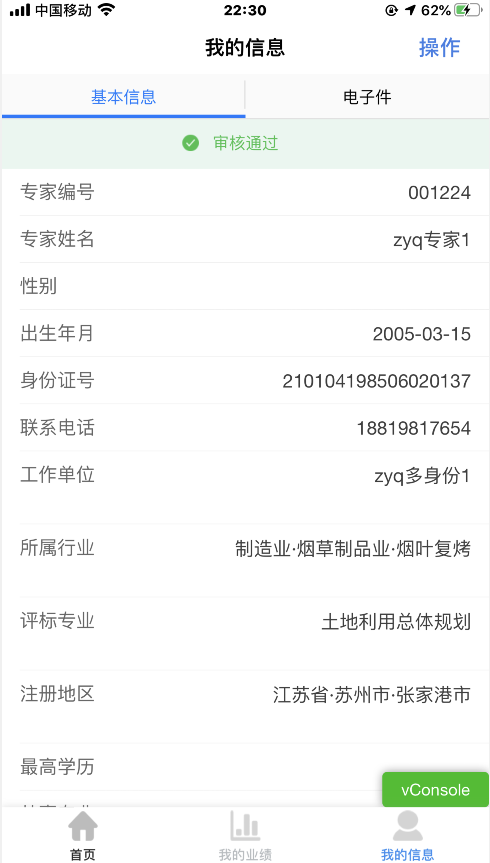 中国移动 22:30 62%
我的信息 操作
基本信息 电子件
审核通过
专家编号 001224
专家姓名 zyq专家1
性别
出生年月 2005-03-15
身份证号 210104198506020137
联系电话 18819817654
工作单位 zyq多身份1
所属行业 制造业·烟草制品业·烟叶复烤
评标专业 土地利用总体规划
注册地区 江苏省·苏州市·张家港市
最高学历
vConsole
首页 我的业绩 我的信息